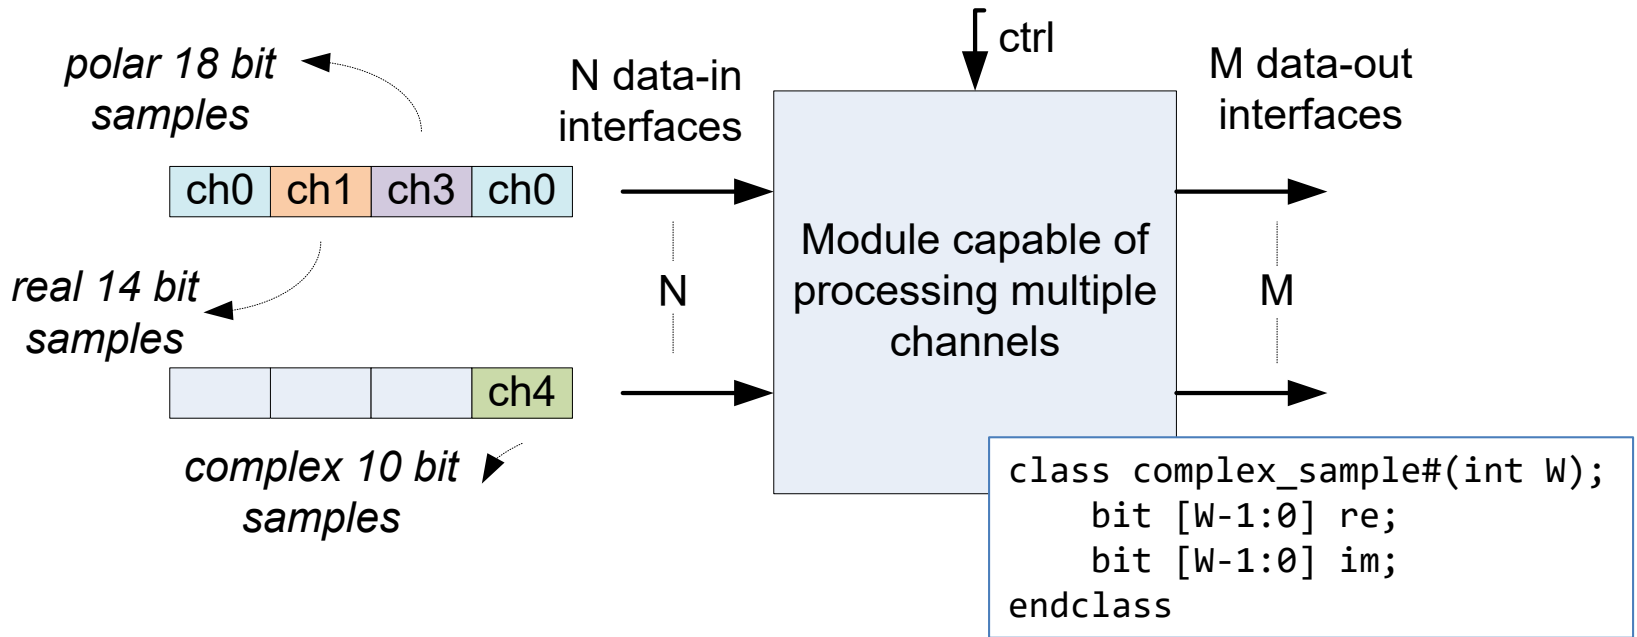 polar 18 bit
samples
N data-in
interfaces
ctrl
M data-out
interfaces
ch0 ch1 ch3 ch0
real 14 bit
samples
N
Module capable of
processing multiple
channels
M
ch4
complex 10 bit
samples
class complex_sample#(int W);
    bit [W-1:0] re;
    bit [W-1:0] im;
endclass